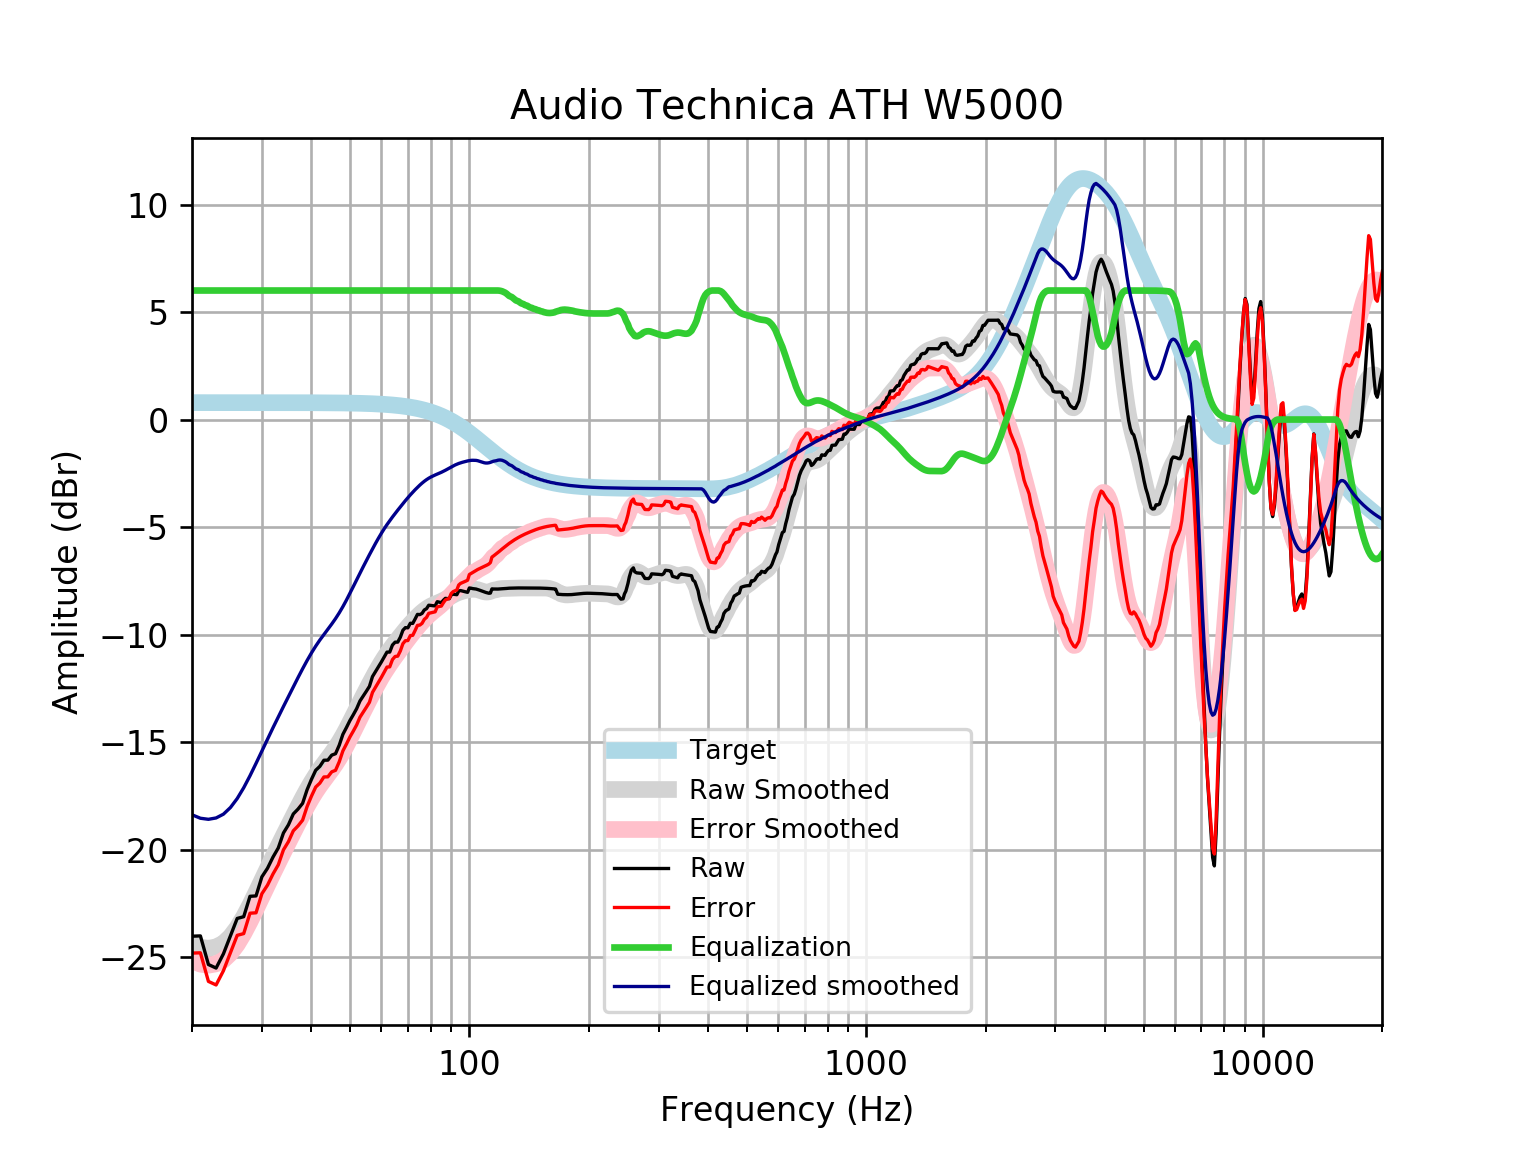 Audio Technica ATH W5000
10
5
0
−5
−10
−15
−20
−25
Amplitude (dBr)
Target
Raw Smoothed
Error Smoothed
Raw
Error
Equalization
Equalized smoothed
100
1000
10000
Frequency (Hz)